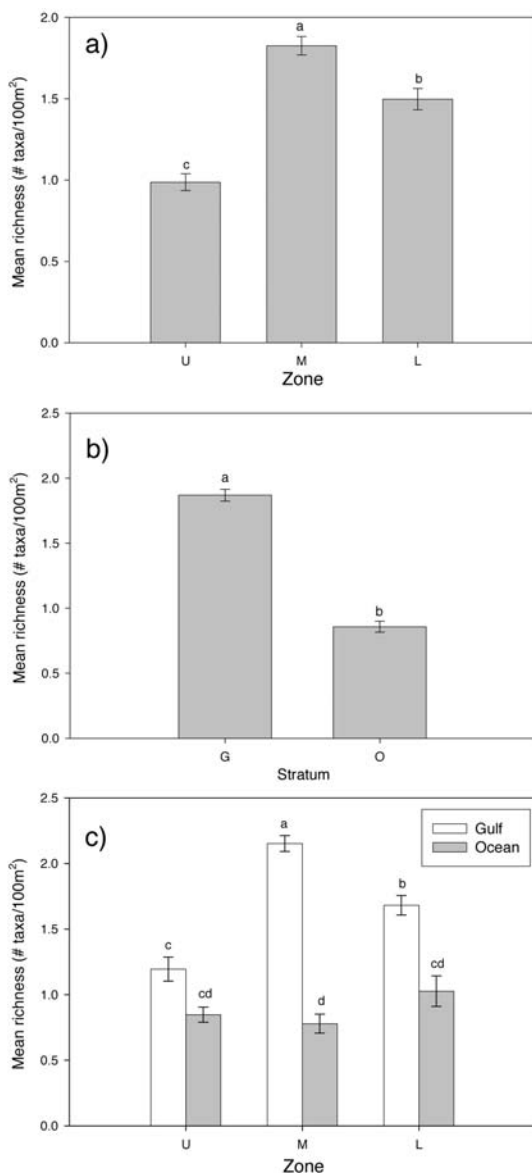 a)
Mean richness (# taxa/100m²)
2.0
1.5
1.0
0.5
0.0
c
a
b
U M L
Zone
b)
Mean richness (# taxa/100m²)
2.5
2.0
1.5
1.0
0.5
0.0
a
b
G O
Stratum
c)
Mean richness (# taxa/100m²)
2.5
2.0
1.5
1.0
0.5
0.0
Gulf
Ocean
c
cd
a
d
b
cd
U M L
Zone